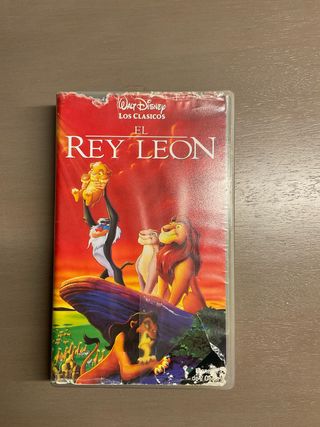 WALT DISNEY
LOS CLASICOS
EL
REY LEON